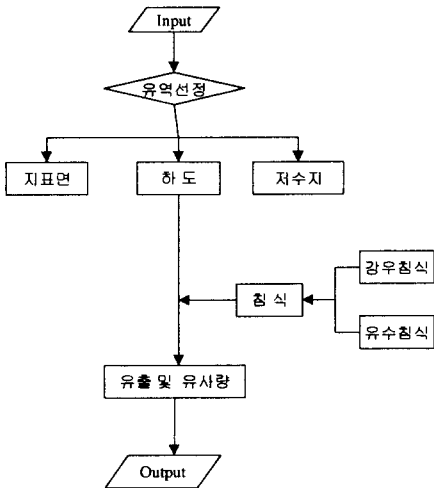 Input
유역선정
지표면
하 도
저수지
강우침식
침 식
유수침식
유출 및 유사량
Output